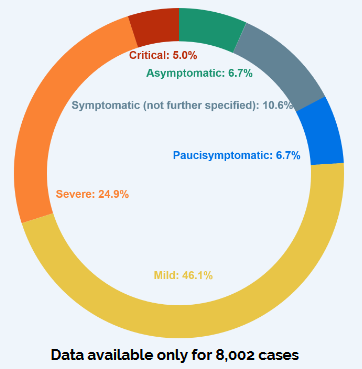 Critical: 5.0%
Asymptomatic: 6.7%
Symptomatic (not further specified): 10.6%
Paucisymptomatic: 6.7%
Severe: 24.9%
Mild: 46.1%
Data available only for 8,002 cases